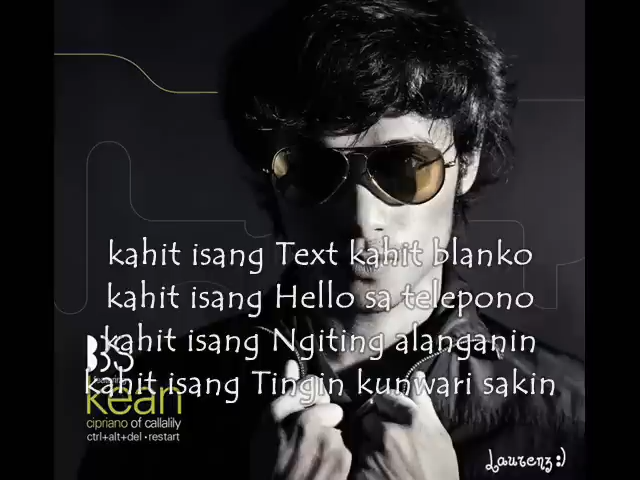 kahit isang Text kahit blanko
kahit isang Hello sa telepono
kahit isang Ngiting alanganin
kahit isang Tingin kunwari sakin
kean
cipriano of callalily
ctrl+alt+del • restart
Laurenz:)